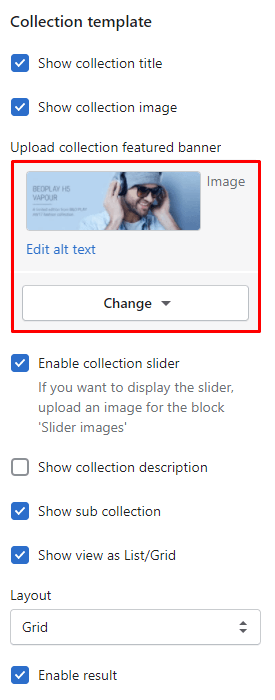 Collection template
Show collection title
Show collection image
Upload collection featured banner
BEOPLAY H5
VAPOUR
Image
Edit alt text
Change
Enable collection slider
If you want to display the slider,
upload an image for the block
'Slider images'
Show collection description
Show sub collection
Show view as List/Grid
Layout
Grid
Enable result